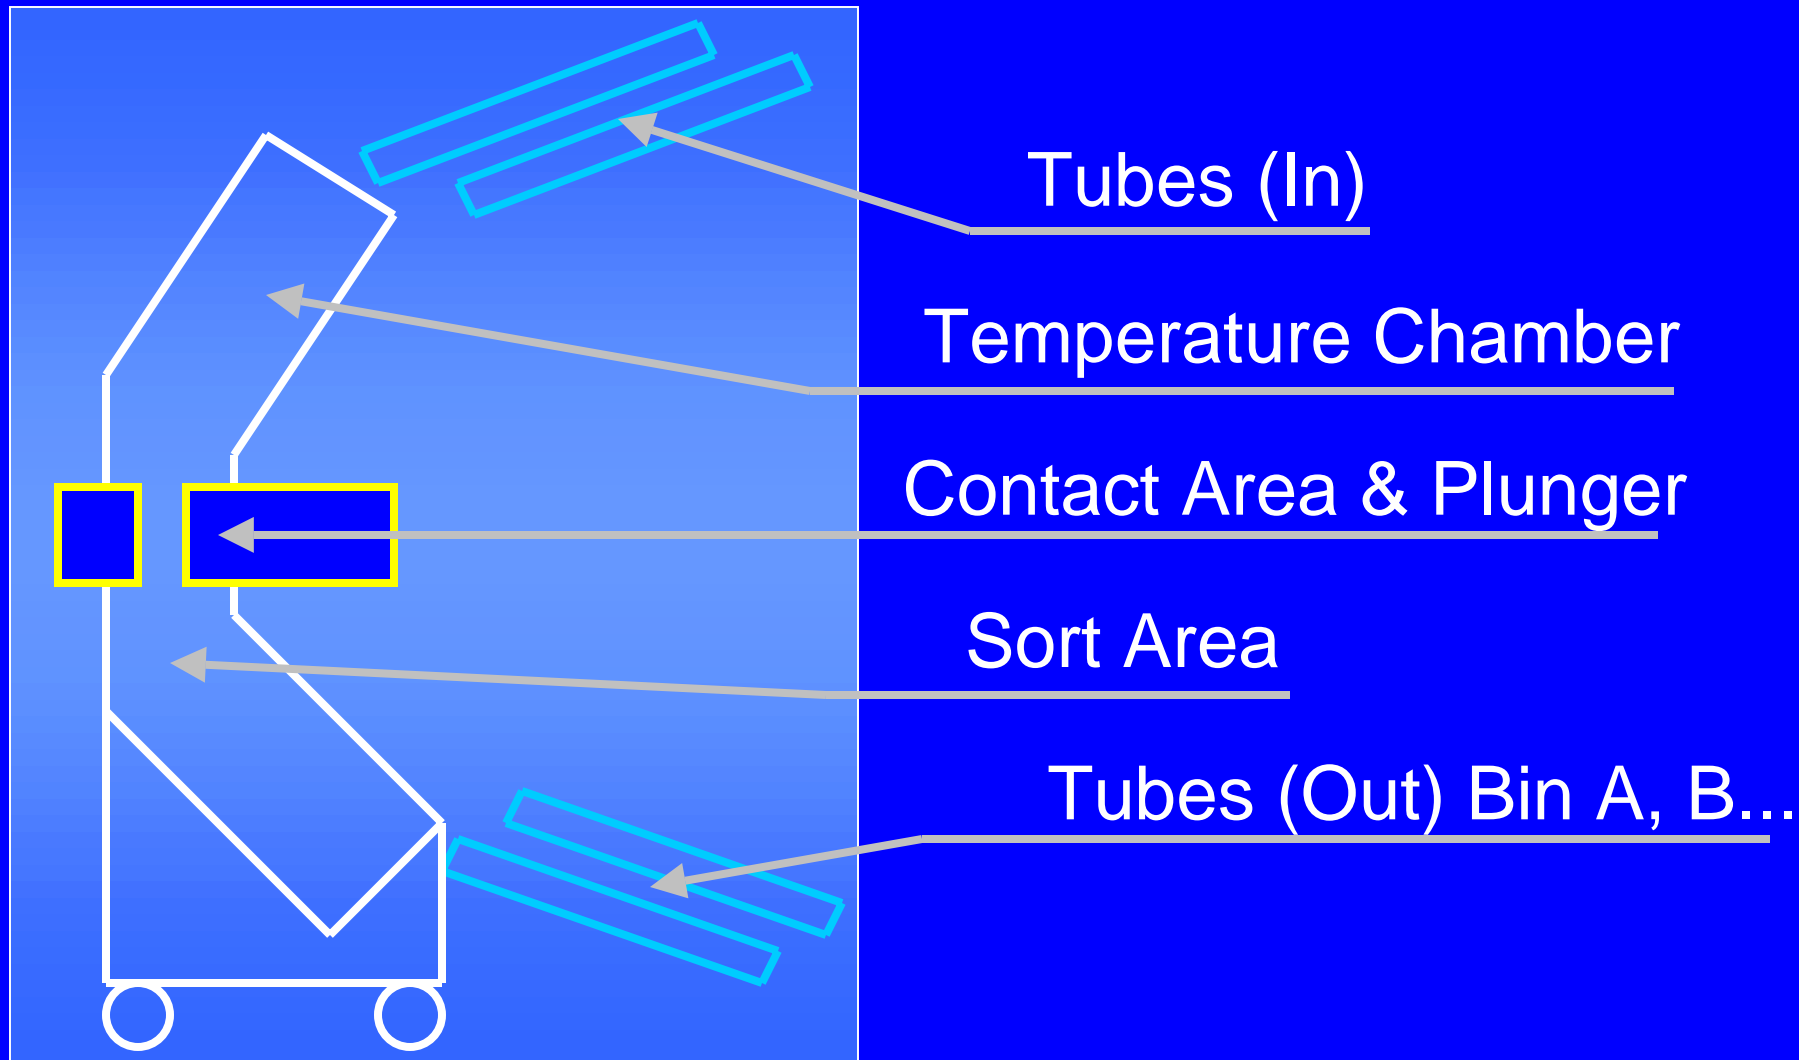 Tubes (In)
Temperature Chamber
Contact Area & Plunger
Sort Area
Tubes (Out) Bin A, B...